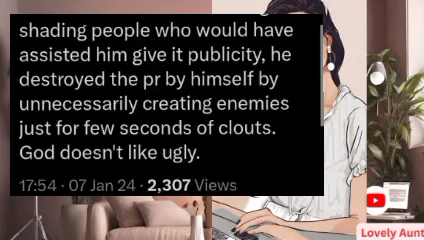 shading people who would have
assisted him give it publicity, he
destroyed the pr by himself by
unnecessarily creating enemies
just for few seconds of clouts.
God doesn't like ugly.
17:54 · 07 Jan 24 · 2,307 Views
Lovely Aunt